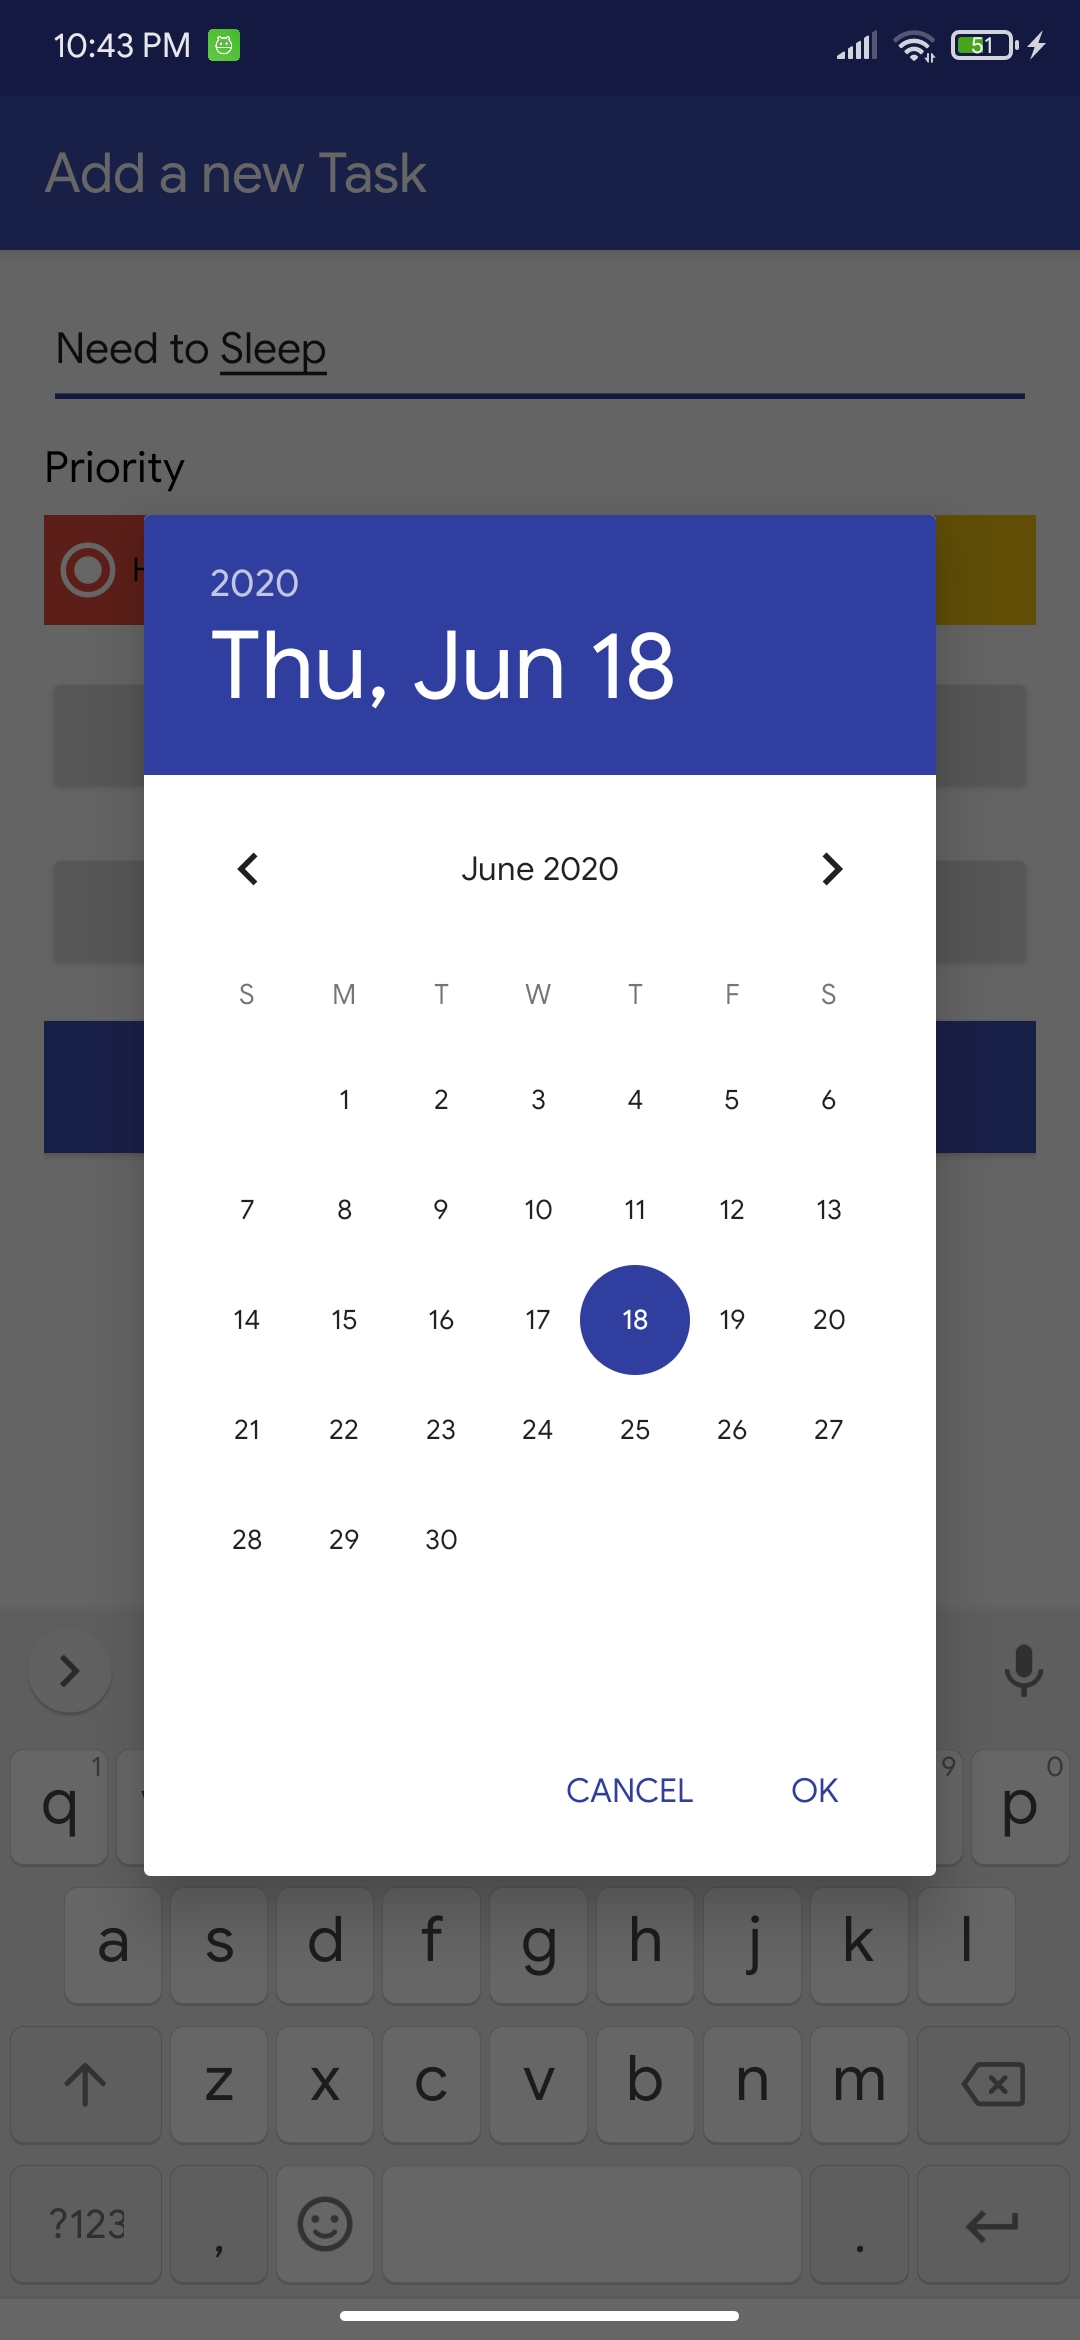 10:43 PM 51
Add a new Task
Need to Sleep
Priority
2020
Thu, Jun 18
June 2020
S M T W T F S
1 2 3 4 5 6
7 8 9 10 11 12 13
14 15 16 17 18 19 20
21 22 23 24 25 26 27
28 29 30
CANCEL OK
1 9 0
q p
a s d f g h j k l
z x c v b n m
?123 , .